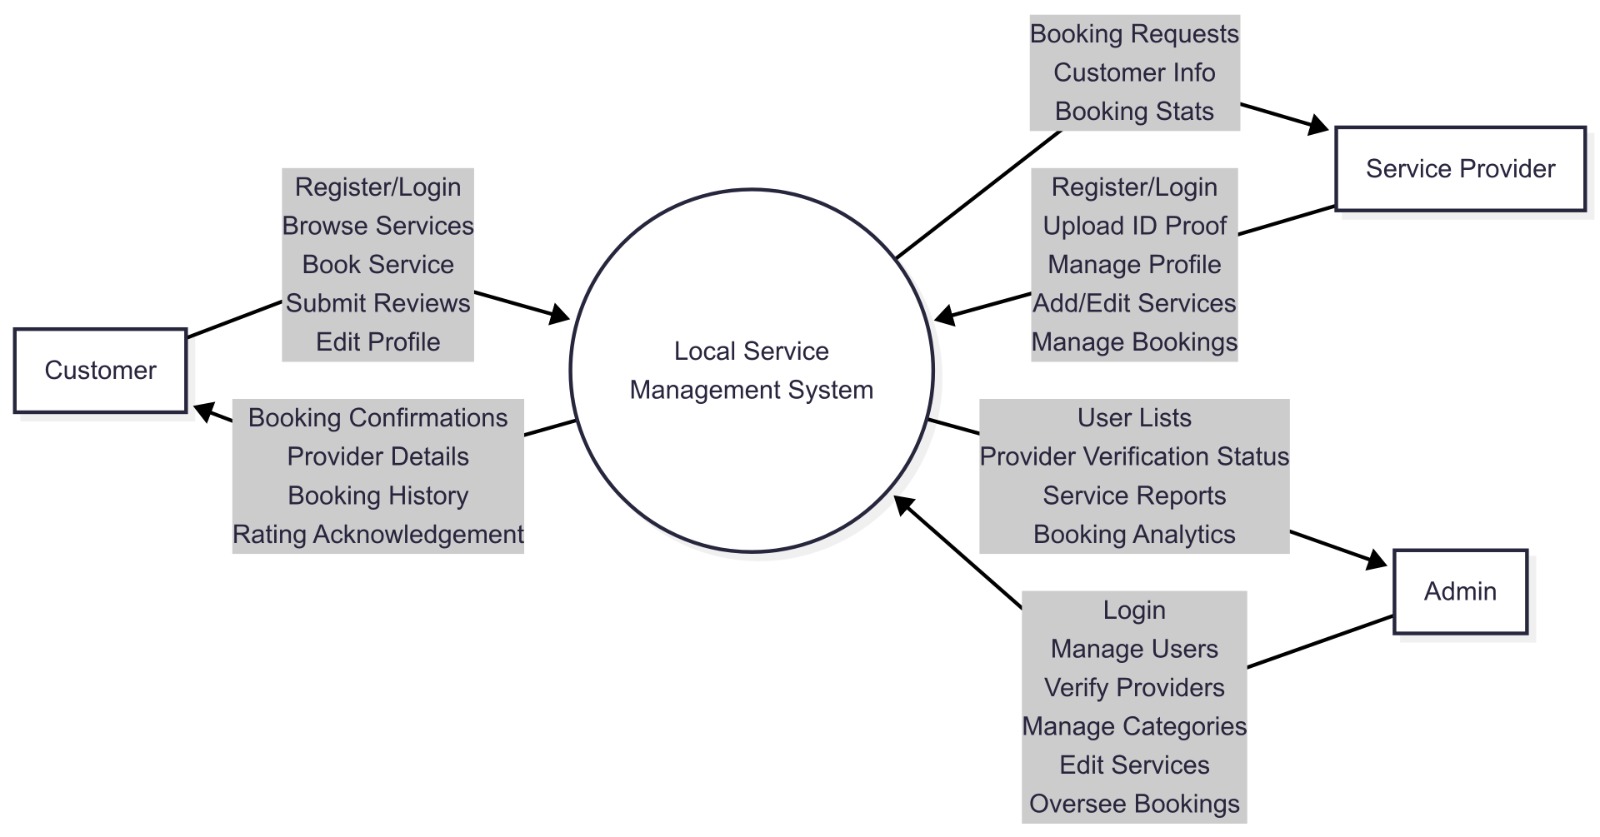 Customer
Register/Login
Browse Services
Book Service
Submit Reviews
Edit Profile
Booking Confirmations
Provider Details
Booking History
Rating Acknowledgement
Local Service
Management System
Booking Requests
Customer Info
Booking Stats
Service Provider
Register/Login
Upload ID Proof
Manage Profile
Add/Edit Services
Manage Bookings
User Lists
Provider Verification Status
Service Reports
Booking Analytics
Admin
Login
Manage Users
Verify Providers
Manage Categories
Edit Services
Oversee Bookings